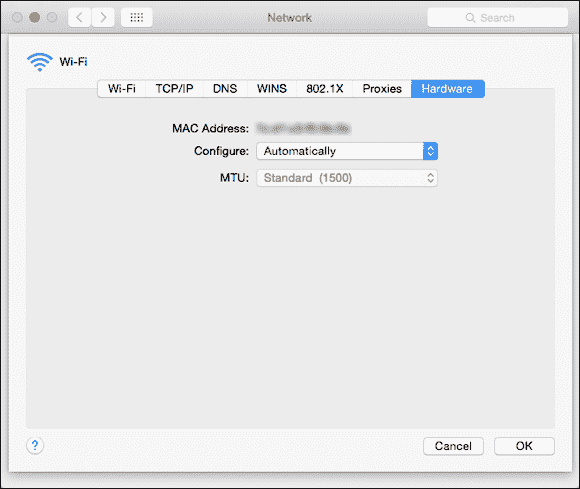 Network
Search
Wi-Fi
Wi-Fi TCP/IP DNS WINS 802.1X Proxies Hardware
MAC Address:
Configure: Automatically
MTU: Standard (1500)
?
Cancel OK